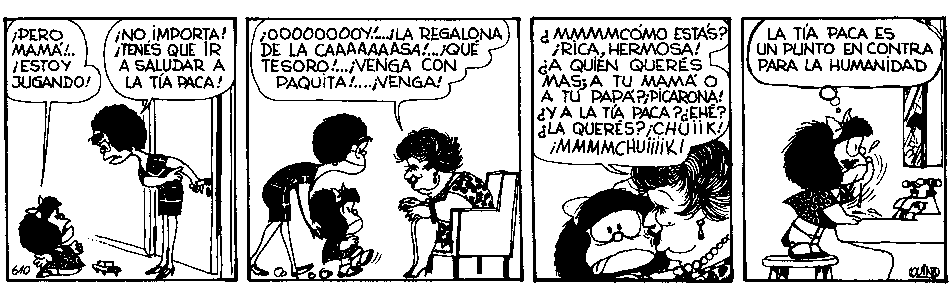 ¡PERO
MAMÁ!..
¡ESTOY
JUGANDO!
¡NO IMPORTA!
¡TENÉS QUE IR
A SALUDAR A
LA TÍA PACA!
640
¡OOOOOOOOY!....¡LA REGALONA
DE LA CAAAAAAASA!...¡QUÉ
TESORO!...¡VENGA CON
PAQUITA!....¡VENGA!
¿MMMMCÓMO ESTÁS?
¡RICA, HERMOSA!
¿A QUIÉN QUERÉS
MAS; A TU MAMÁ O
A TU PAPÁ?¡PICARONA!
¿Y A LA TÍA PACA?¿EHÉ?
¿LA QUERÉS?¡CHUIIK!
¡MMMMCHUIIIIK!
LA TÍA PACA ES
UN PUNTO EN CONTRA
PARA LA HUMANIDAD
QUINO